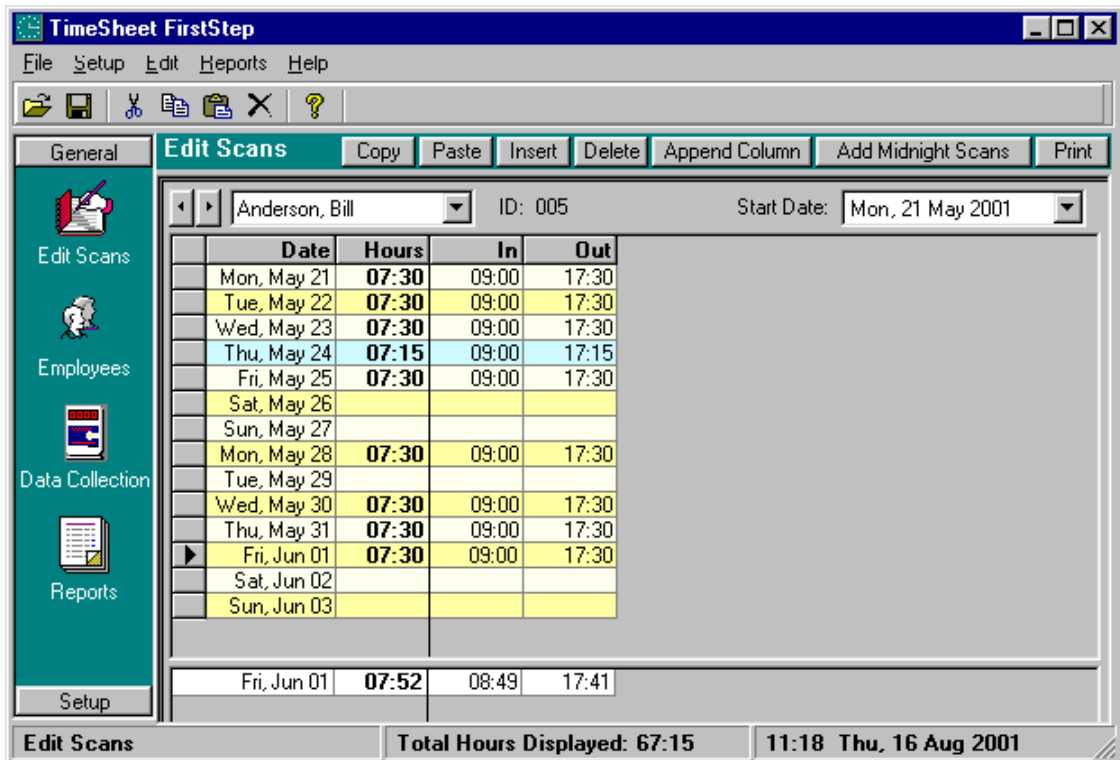 TimeSheet FirstStep
File Setup Edit Reports Help
General
Edit Scans Copy Paste Insert Delete Append Column Add Midnight Scans Print
Anderson, Bill ID: 005 Start Date: Mon, 21 May 2001
Edit Scans
Employees
Data Collection
Reports
Setup
Date Hours In Out
Mon, May 21 07:30 09:00 17:30
Tue, May 22 07:30 09:00 17:30
Wed, May 23 07:30 09:00 17:30
Thu, May 24 07:15 09:00 17:15
Fri, May 25 07:30 09:00 17:30
Sat, May 26
Sun, May 27
Mon, May 28 07:30 09:00 17:30
Tue, May 29
Wed, May 30 07:30 09:00 17:30
Thu, May 31 07:30 09:00 17:30
Fri, Jun 01 07:30 09:00 17:30
Sat, Jun 02
Sun, Jun 03
Fri, Jun 01 07:52 08:49 17:41
Edit Scans Total Hours Displayed: 67:15 11:18 Thu, 16 Aug 2001